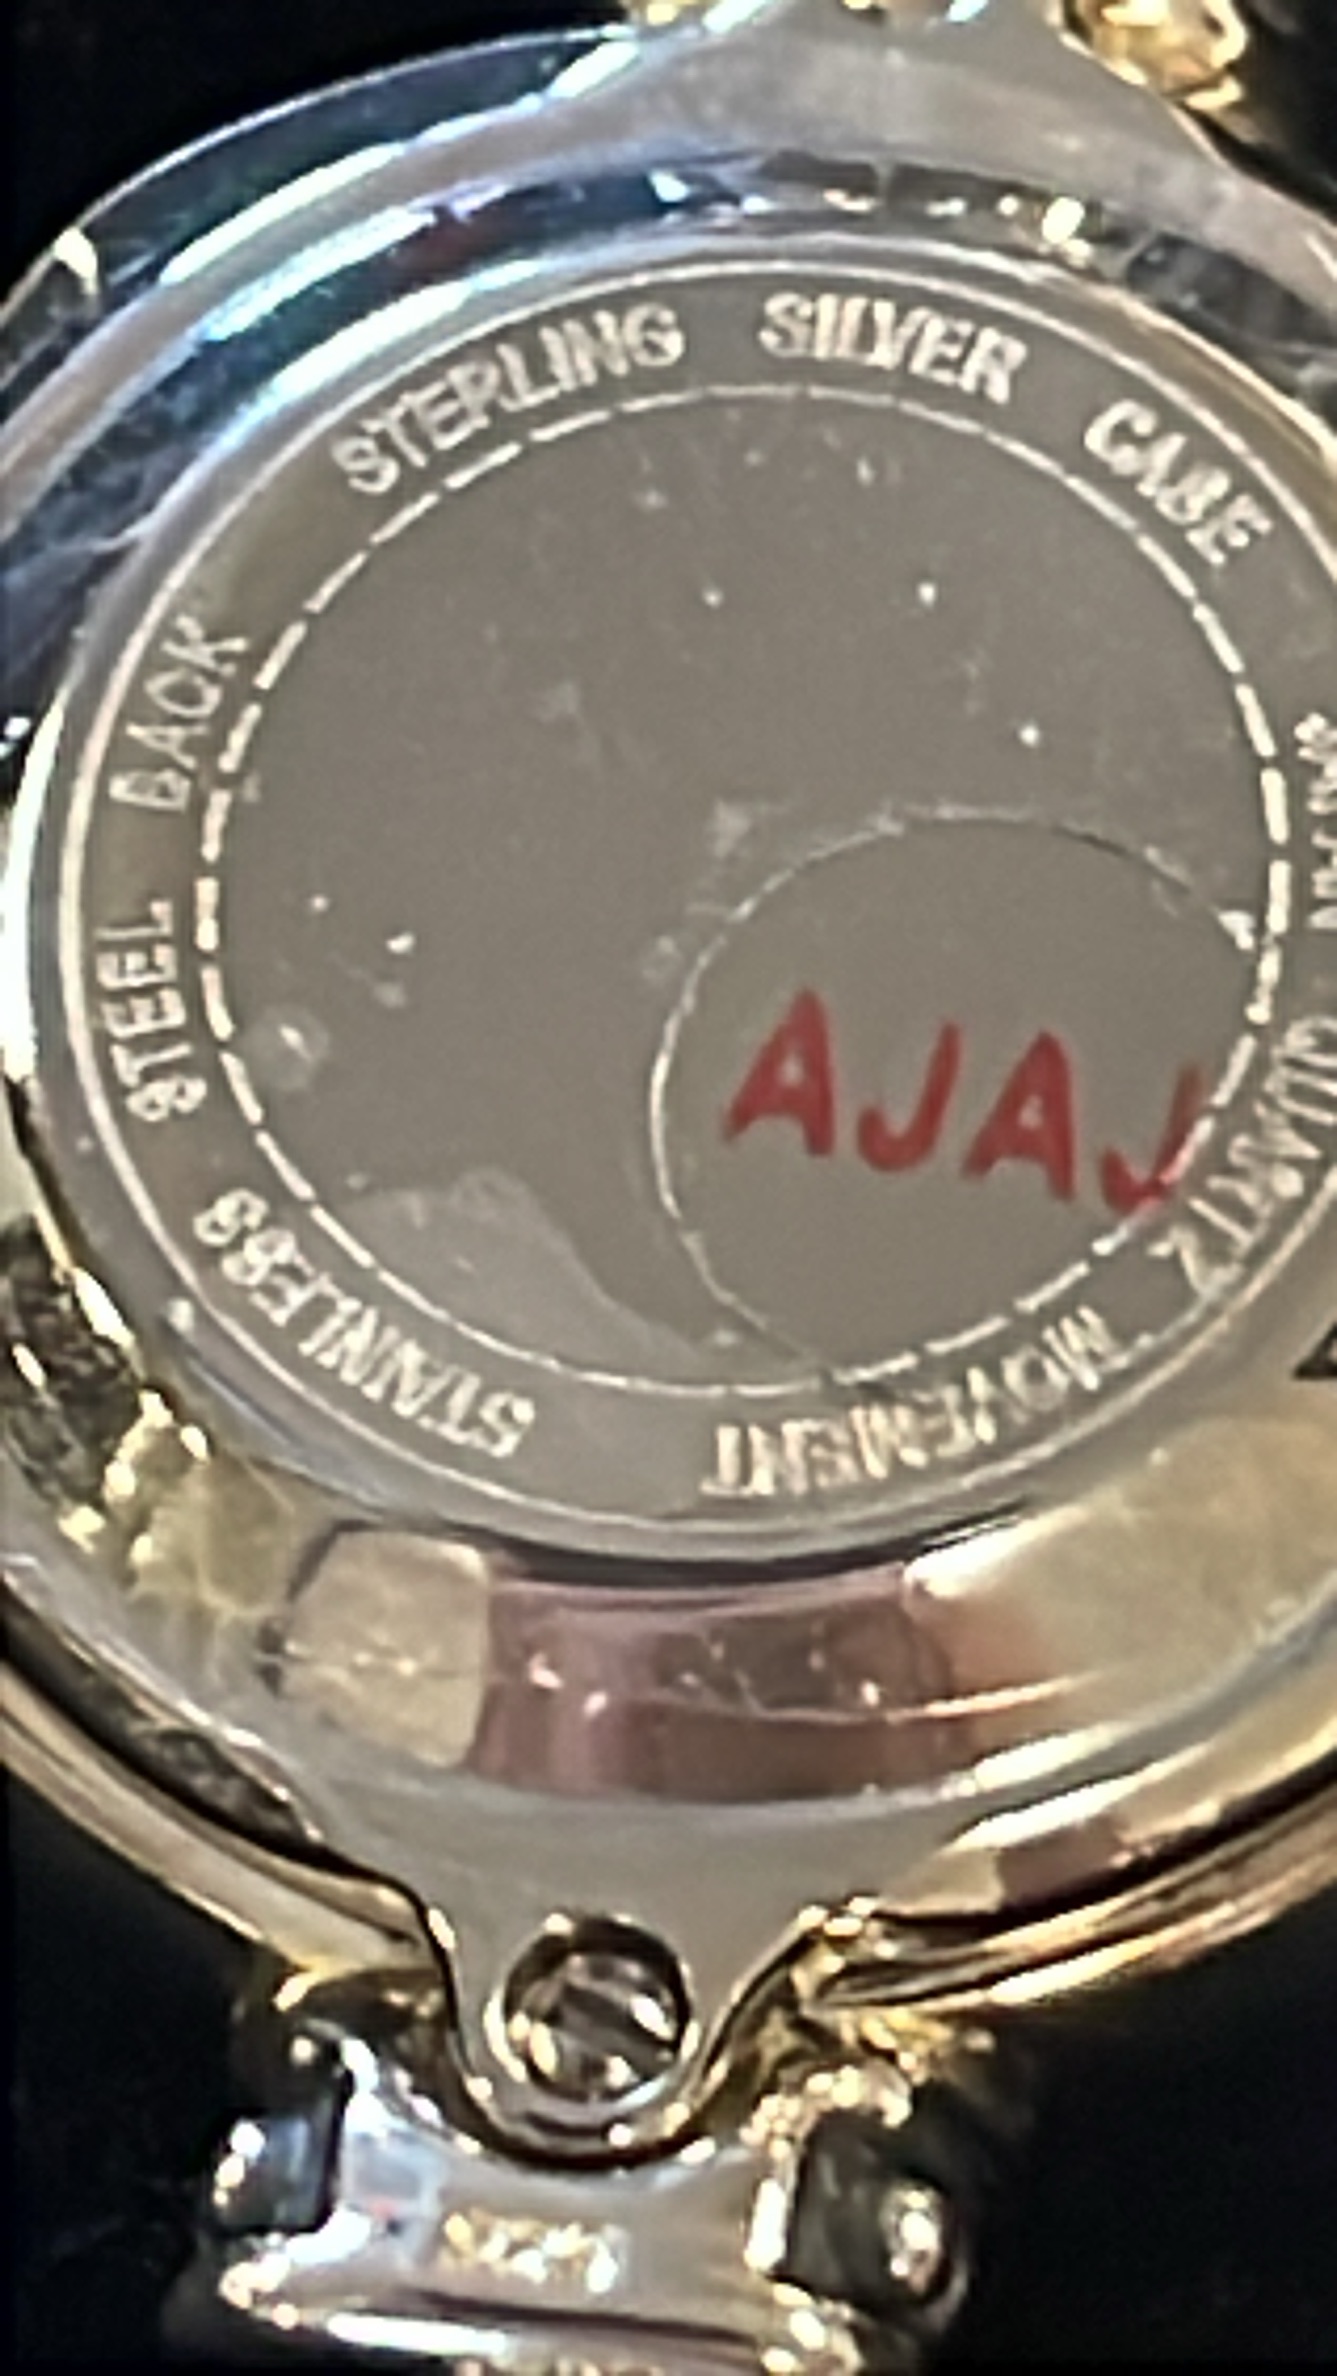 STERLING SILVER CASE
QUARTZ MOVEMENT
STAINLESS STEEL BACK
AJAJ